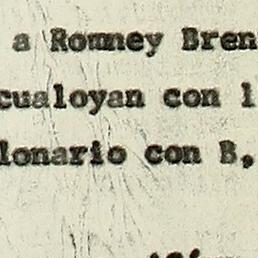 a Romney Bren
cualoyan con l
lonario con B,